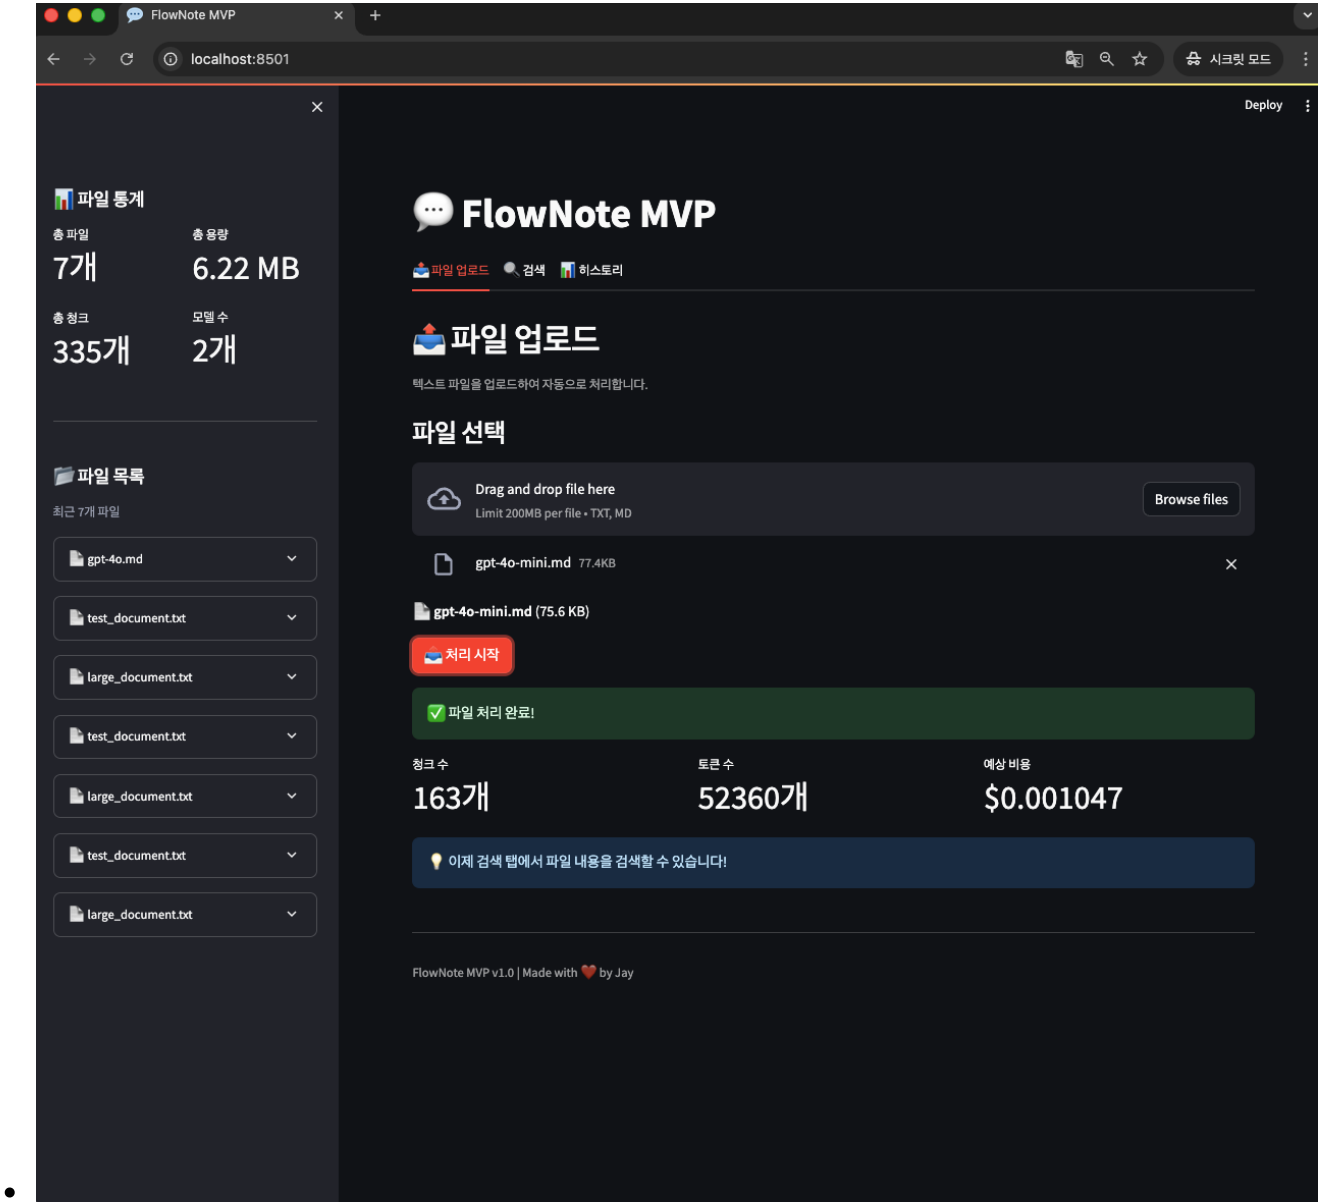 FlowNote MVP
localhost:8501
시크릿 모드
Deploy
파일 통계
총 파일
총 용량
7개
6.22 MB
총 청크
모델 수
335개
2개
파일 목록
최근 7개 파일
gpt-4o.md
test_document.txt
large_document.txt
test_document.txt
large_document.txt
test_document.txt
large_document.txt
FlowNote MVP
파일 업로드
검색
히스토리
파일 업로드
텍스트 파일을 업로드하여 자동으로 처리합니다.
파일 선택
Drag and drop file here
Limit 200MB per file • TXT, MD
Browse files
gpt-4o-mini.md 77.4KB
gpt-4o-mini.md (75.6 KB)
처리 시작
파일 처리 완료!
청크 수
토큰 수
예상 비용
163개
52360개
$0.001047
이제 검색 탭에서 파일 내용을 검색할 수 있습니다!
FlowNote MVP v1.0 | Made with ❤️ by Jay